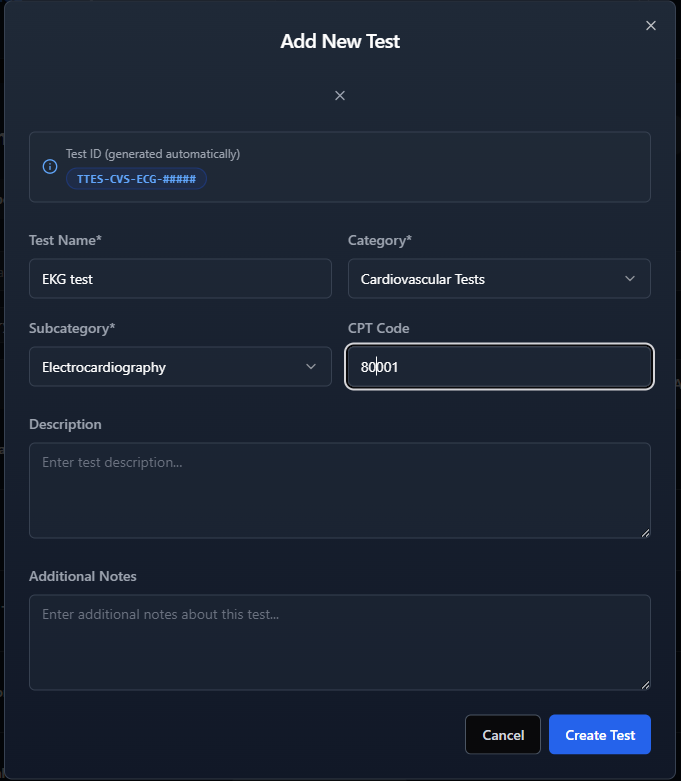 Add New Test
Test ID (generated automatically)
TTES-CVS-ECG-#####
Test Name*
Category*
EKG test
Cardiovascular Tests
Subcategory*
CPT Code
Electrocardiography
80001
Description
Enter test description...
Additional Notes
Enter additional notes about this test...
Cancel
Create Test